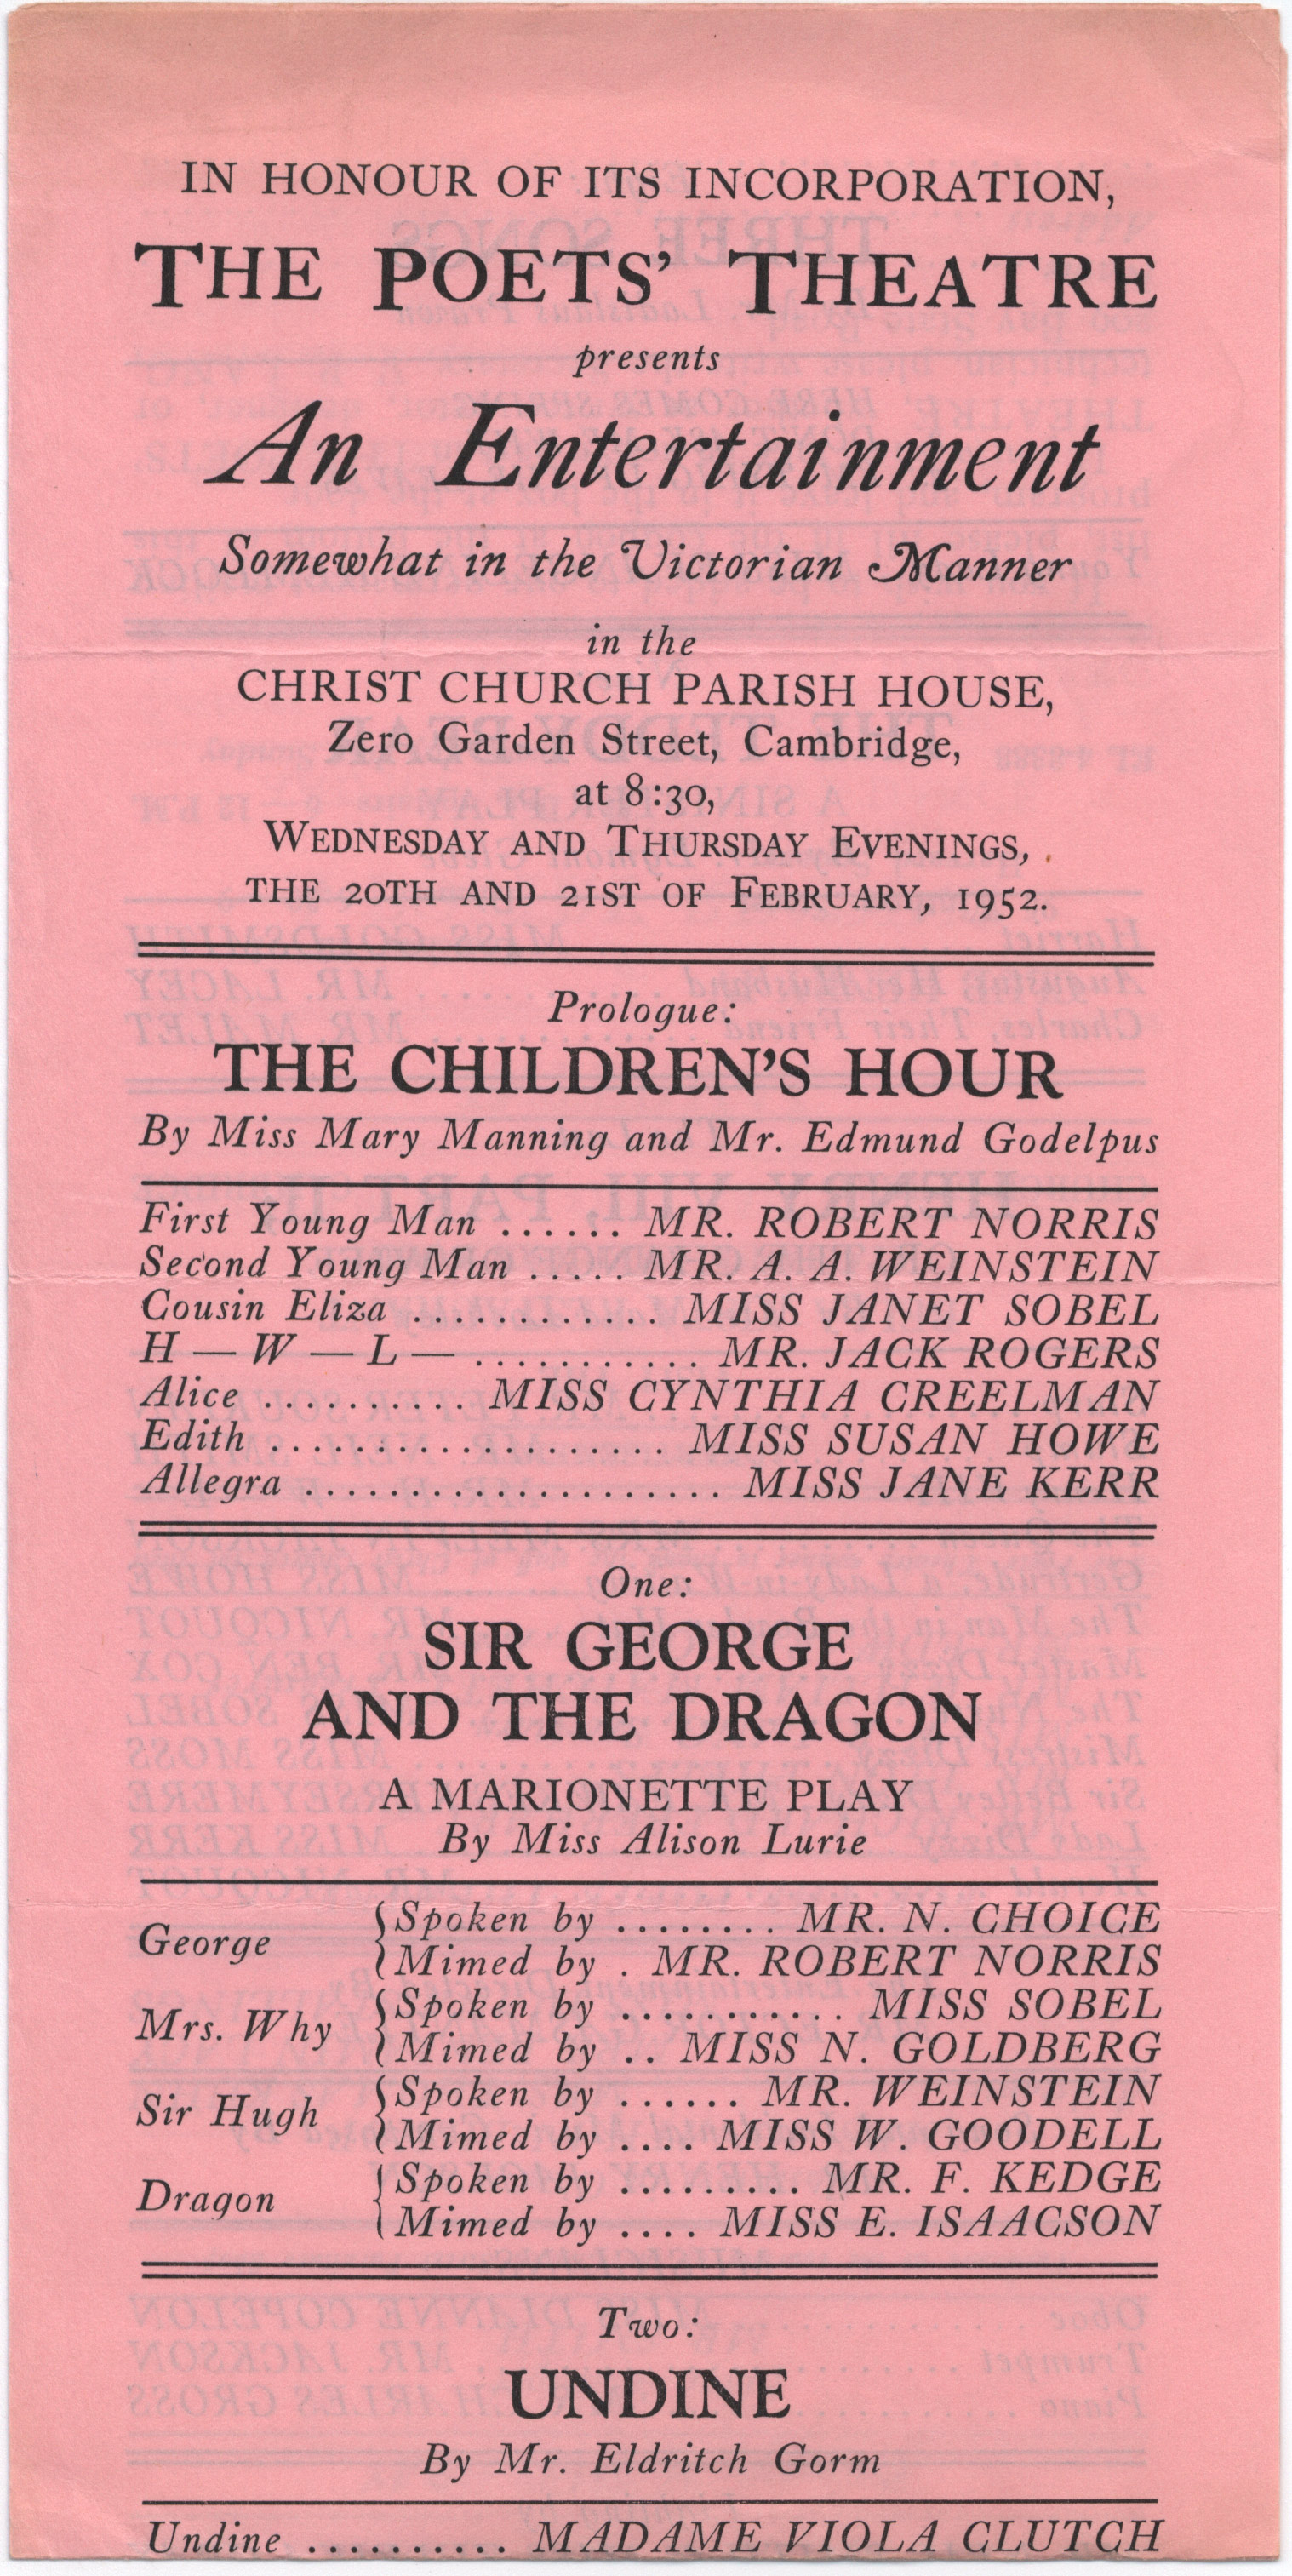 IN HONOUR OF ITS INCORPORATION,
THE POETS' THEATRE
presents
An Entertainment
Somewhat in the Victorian Manner
in the
CHRIST CHURCH PARISH HOUSE,
Zero Garden Street, Cambridge,
at 8:30,
WEDNESDAY AND THURSDAY EVENINGS,
THE 20TH AND 21ST OF FEBRUARY, 1952.
Prologue:
THE CHILDREN'S HOUR
By Miss Mary Manning and Mr. Edmund Godelpus
First Young Man ...... MR. ROBERT NORRIS
Second Young Man ..... MR. A. A. WEINSTEIN
Cousin Eliza ............. MISS JANET SOBEL
H — W — L — ............ MR. JACK ROGERS
Alice .......... MISS CYNTHIA CREELMAN
Edith .................... MISS SUSAN HOWE
Allegra ..................... MISS JANE KERR
One:
SIR GEORGE
AND THE DRAGON
A MARIONETTE PLAY
By Miss Alison Lurie
George
Spoken by ........ MR. N. CHOICE
Mimed by . MR. ROBERT NORRIS
Mrs. Why
Spoken by ............ MISS SOBEL
Mimed by .. MISS N. GOLDBERG
Sir Hugh
Spoken by ...... MR. WEINSTEIN
Mimed by .... MISS W. GOODELL
Dragon
Spoken by ......... MR. F. KEDGE
Mimed by .... MISS E. ISAACSON
Two:
UNDINE
By Mr. Eldritch Gorm
Undine .......... MADAME VIOLA CLUTCH